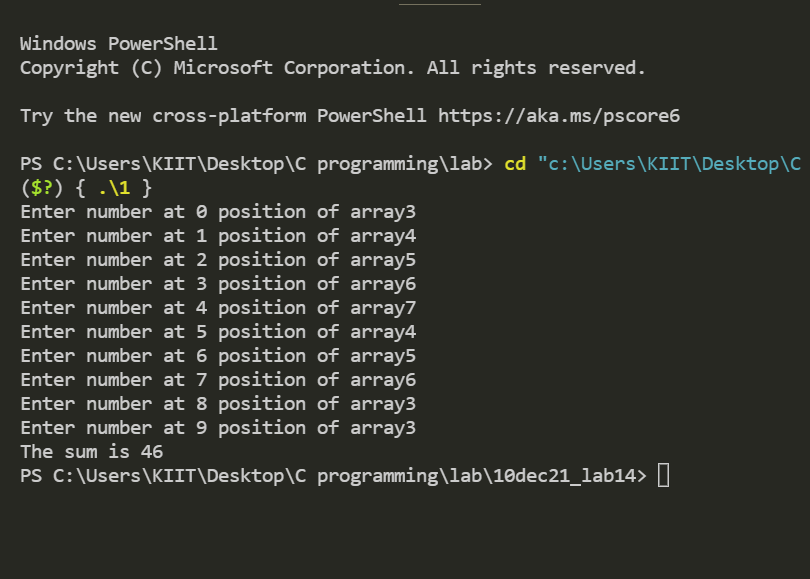 Windows PowerShell
Copyright (C) Microsoft Corporation. All rights reserved.
Try the new cross-platform PowerShell https://aka.ms/pscore6
PS C:\Users\KIIT\Desktop\C programming\lab> cd "c:\Users\KIIT\Desktop\C
($?) { .\1 }
Enter number at 0 position of array3
Enter number at 1 position of array4
Enter number at 2 position of array5
Enter number at 3 position of array6
Enter number at 4 position of array7
Enter number at 5 position of array4
Enter number at 6 position of array5
Enter number at 7 position of array6
Enter number at 8 position of array3
Enter number at 9 position of array3
The sum is 46
PS C:\Users\KIIT\Desktop\C programming\lab\10dec21_lab14>